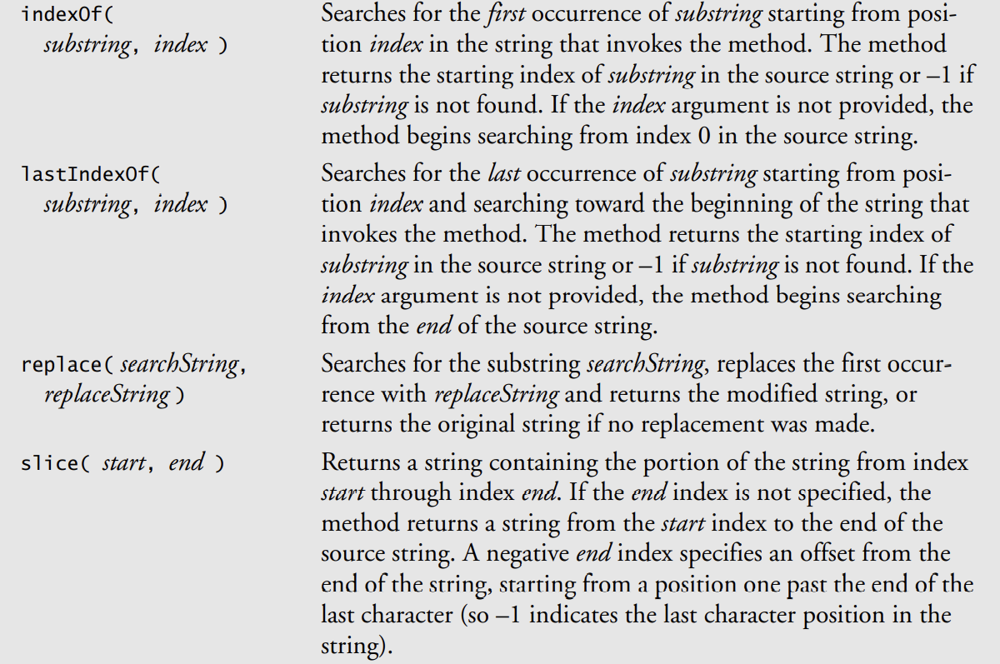 indexOf(
substring, index )
Searches for the first occurrence of substring starting from posi-
tion index in the string that invokes the method. The method
returns the starting index of substring in the source string or –1 if
substring is not found. If the index argument is not provided, the
method begins searching from index 0 in the source string.
lastIndexOf(
substring, index )
Searches for the last occurrence of substring starting from posi-
tion index and searching toward the beginning of the string that
invokes the method. The method returns the starting index of
substring in the source string or –1 if substring is not found. If the
index argument is not provided, the method begins searching
from the end of the source string.
replace( searchString,
replaceString )
Searches for the substring searchString, replaces the first occur-
rence with replaceString and returns the modified string, or
returns the original string if no replacement was made.
slice( start, end )
Returns a string containing the portion of the string from index
start through index end. If the end index is not specified, the
method returns a string from the start index to the end of the
source string. A negative end index specifies an offset from the
end of the string, starting from a position one past the end of the
last character (so –1 indicates the last character position in the
string).